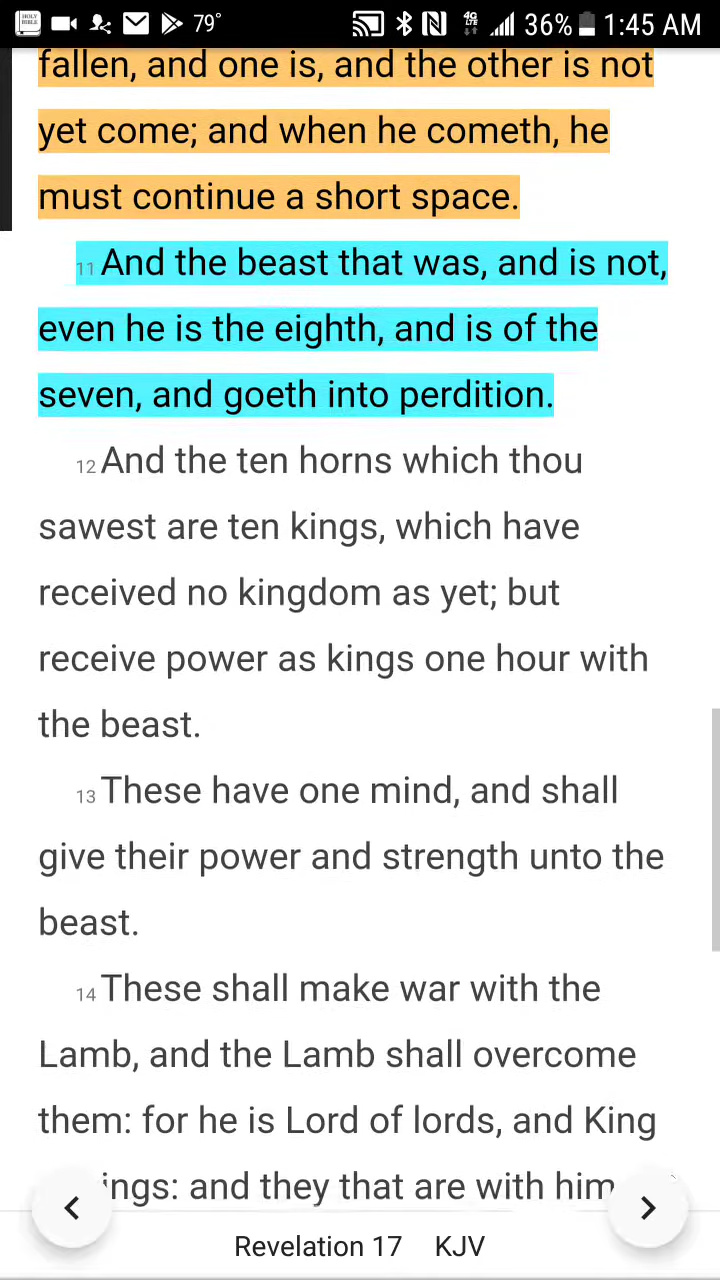 HOLY BIBLE 79° 4G LTE 36% 1:45 AM
fallen, and one is, and the other is not
yet come; and when he cometh, he
must continue a short space.
11 And the beast that was, and is not,
even he is the eighth, and is of the
seven, and goeth into perdition.
12 And the ten horns which thou
sawest are ten kings, which have
received no kingdom as yet; but
receive power as kings one hour with
the beast.
13 These have one mind, and shall
give their power and strength unto the
beast.
14 These shall make war with the
Lamb, and the Lamb shall overcome
them: for he is Lord of lords, and King
ings: and they that are with him
Revelation 17 KJV